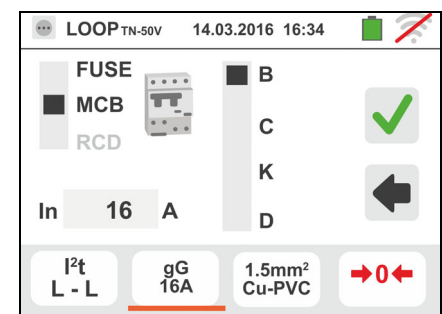 LOOP TN-50V 14.03.2016 16:34
FUSE
MCB
RCD
B
C
K
D
In 16 A
I²t
L - L
gG
16A
1.5mm²
Cu-PVC
→0←